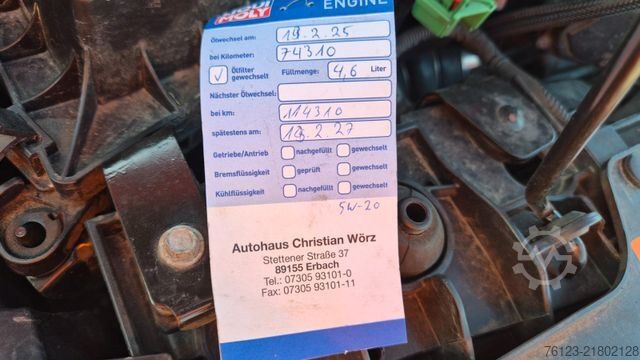 LIQUI MOLY ENGINE
Ölwechsel am: 19.2.25
bei Kilometer: 74310
✓ Ölfilter gewechselt Füllmenge: 4,6 Liter
Nächster Ölwechsel:
bei km: 114310
spätestens am: 19.2.27
Getriebe/Antrieb nachgefüllt gewechselt
Bremsflüssigkeit geprüft gewechselt
Kühlflüssigkeit nachgefüllt gewechselt
5W-20
Autohaus Christian Wörz
Stettener Straße 37
89155 Erbach
Tel.: 07305 93101-0
Fax: 07305 93101-11
76123-21802128